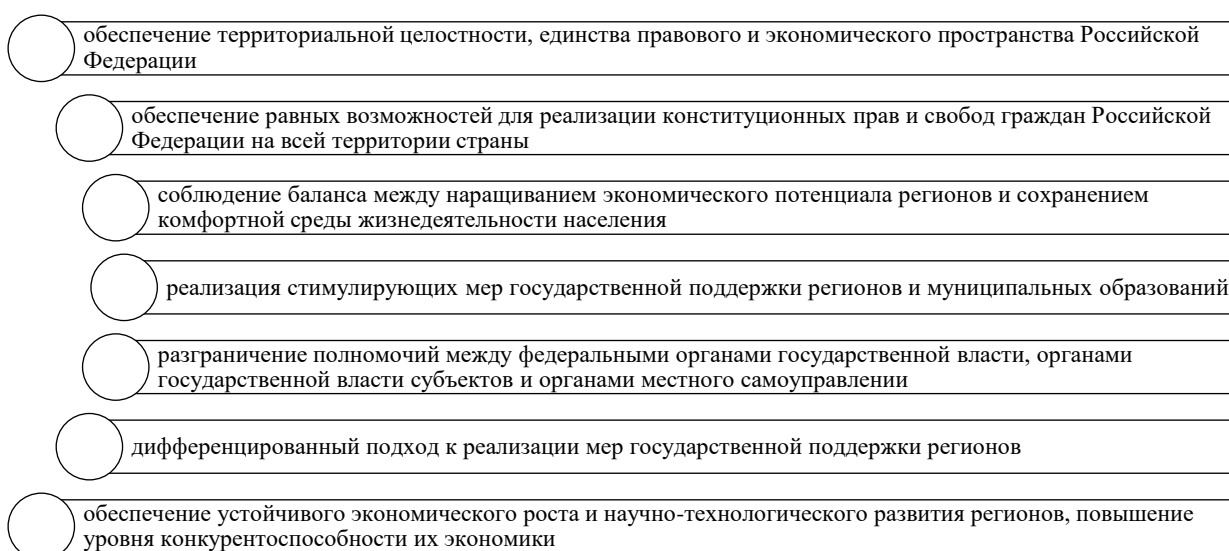 обеспечение территориальной целостности, единства правового и экономического пространства Российской
Федерации
обеспечение равных возможностей для реализации конституционных прав и свобод граждан Российской
Федерации на всей территории страны
соблюдение баланса между наращиванием экономического потенциала регионов и сохранением
комфортной среды жизнедеятельности населения
реализация стимулирующих мер государственной поддержки регионов и муниципальных образований
разграничение полномочий между федеральными органами государственной власти, органами
государственной власти субъектов и органами местного самоуправлении
дифференцированный подход к реализации мер государственной поддержки регионов
обеспечение устойчивого экономического роста и научно-технологического развития регионов, повышение
уровня конкурентоспособности их экономики